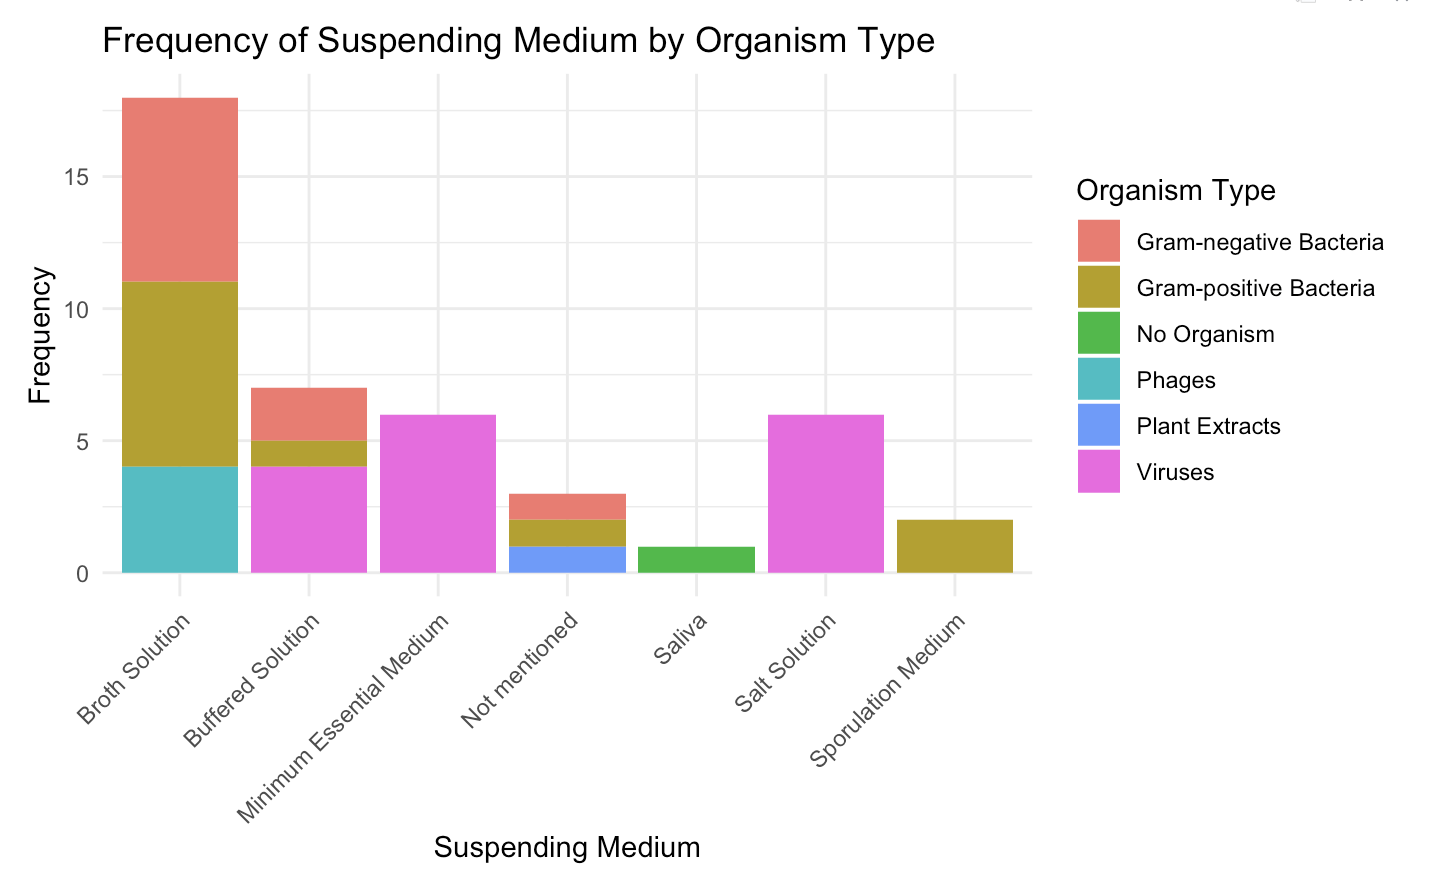 Frequency of Suspending Medium by Organism Type
Frequency
15
10
5
0
Broth Solution
Buffered Solution
Minimum Essential Medium
Not mentioned
Saliva
Salt Solution
Sporulation Medium
Suspending Medium
Organism Type
Gram-negative Bacteria
Gram-positive Bacteria
No Organism
Phages
Plant Extracts
Viruses